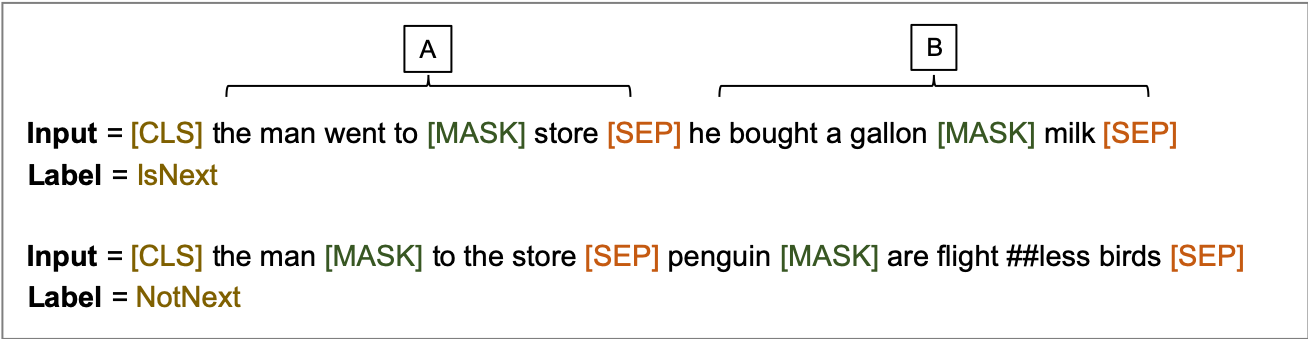 A B
Input = [CLS] the man went to [MASK] store [SEP] he bought a gallon [MASK] milk [SEP]
Label = IsNext
Input = [CLS] the man [MASK] to the store [SEP] penguin [MASK] are flight ##less birds [SEP]
Label = NotNext